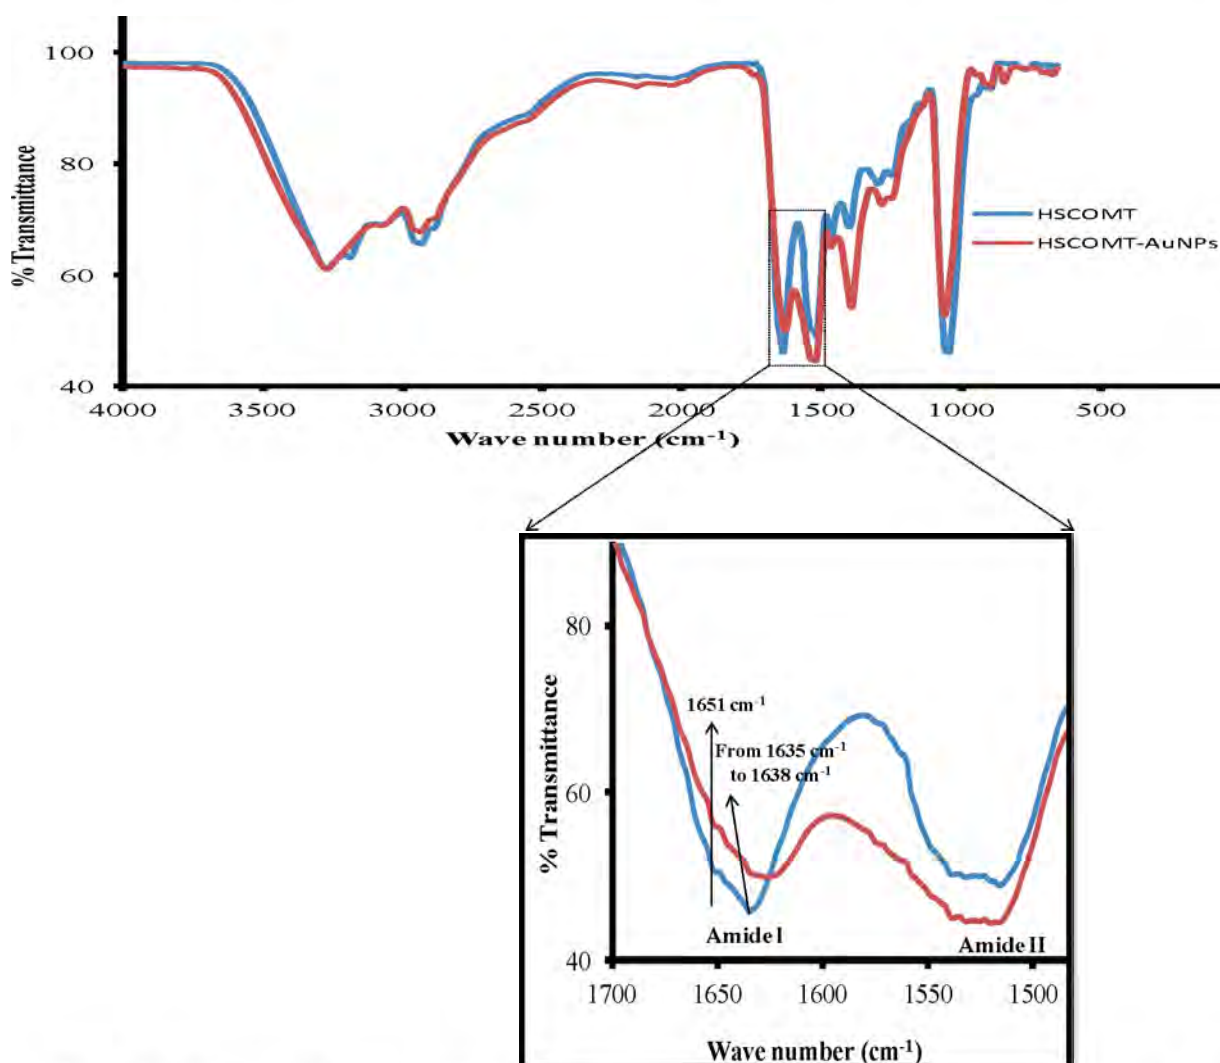 100
80
60
40
% Transmittance
HSCOMT
HSCOMT-AuNPs
4000 3500 3000 2500 2000 1500 1000 500
Wave number (cm⁻¹)
80
60
40
% Transmittance
1651 cm⁻¹
From 1635 cm⁻¹
to 1638 cm⁻¹
Amide I
Amide II
1700 1650 1600 1550 1500
Wave number (cm⁻¹)